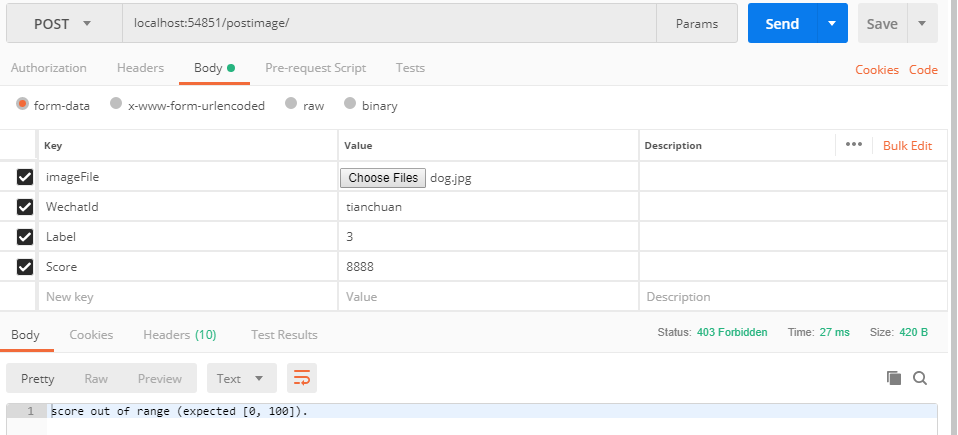 POST localhost:54851/postimage/ Params Send Save
Authorization Headers Body Pre-request Script Tests Cookies Code
form-data x-www-form-urlencoded raw binary
Key Value Description ••• Bulk Edit
imageFile Choose Files dog.jpg
WechatId tianchuan
Label 3
Score 8888
New key Value Description
Body Cookies Headers (10) Test Results Status: 403 Forbidden Time: 27 ms Size: 420 B
Pretty Raw Preview Text
1 score out of range (expected [0, 100]).